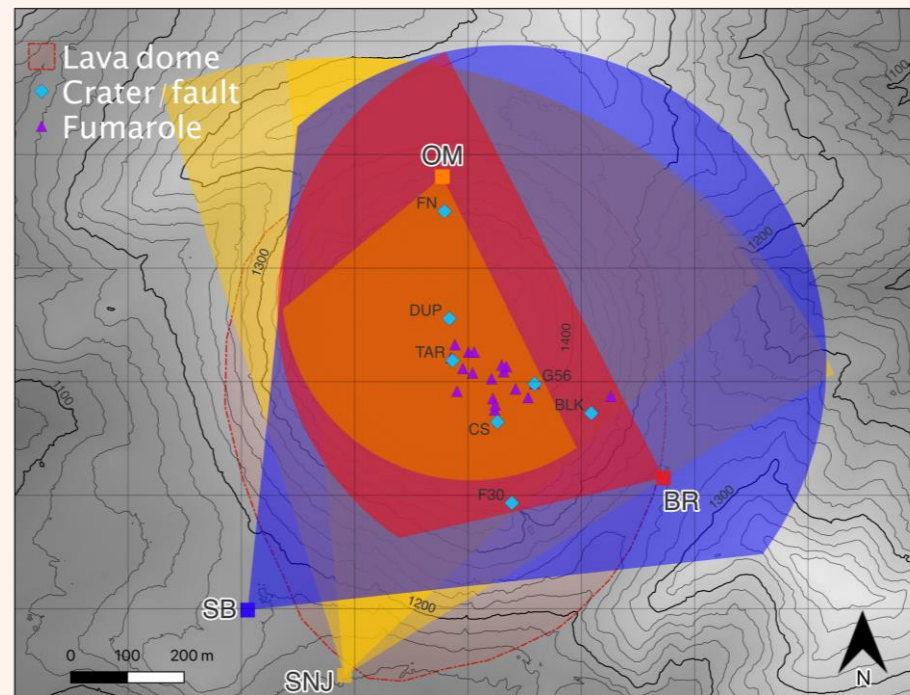 Lava dome
Crater / fault
Fumarole
1100
OM
FN
1200
1300
DUP
1400
TAR
G56
BLK
CS
1100
F30
BR
1300
SB
1200
0 100 200 m
SNJ
N